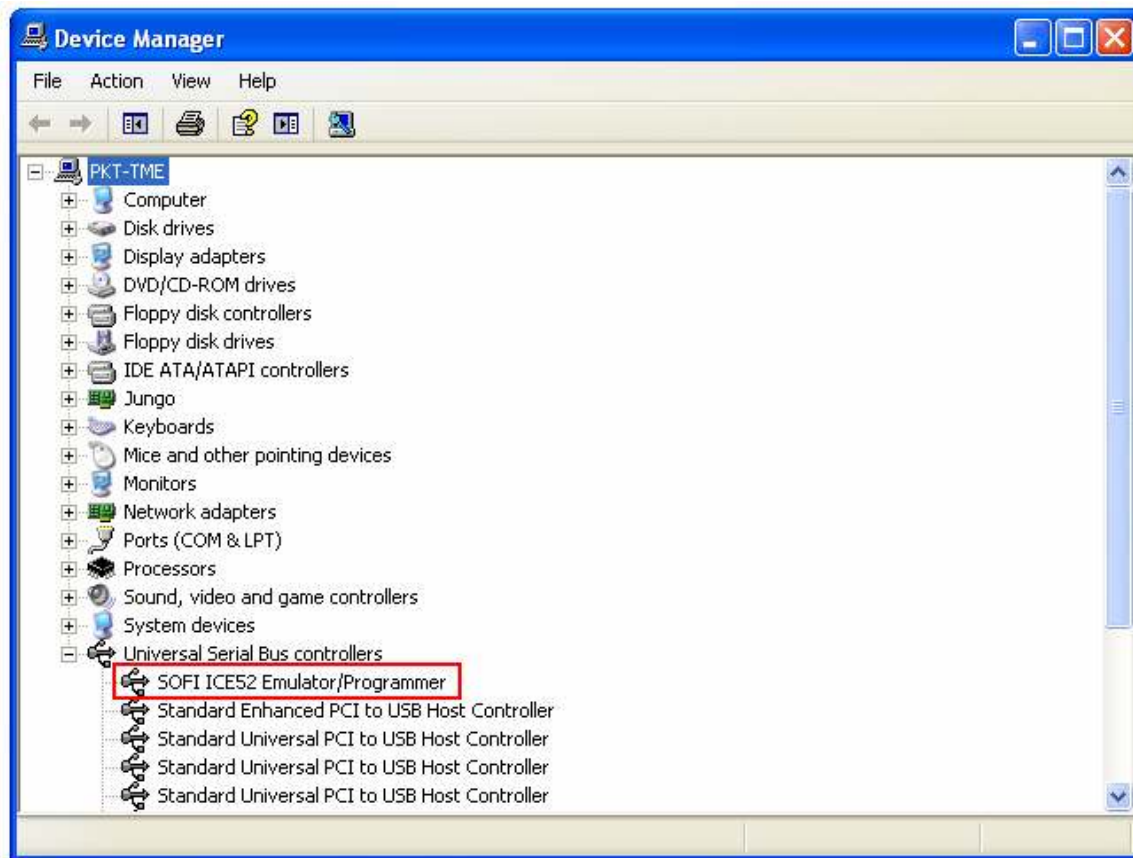 Device Manager
File Action View Help
PKT-TME
Computer
Disk drives
Display adapters
DVD/CD-ROM drives
Floppy disk controllers
Floppy disk drives
IDE ATA/ATAPI controllers
Jungo
Keyboards
Mice and other pointing devices
Monitors
Network adapters
Ports (COM & LPT)
Processors
Sound, video and game controllers
System devices
Universal Serial Bus controllers
SOFI ICE52 Emulator/Programmer
Standard Enhanced PCI to USB Host Controller
Standard Universal PCI to USB Host Controller
Standard Universal PCI to USB Host Controller
Standard Universal PCI to USB Host Controller